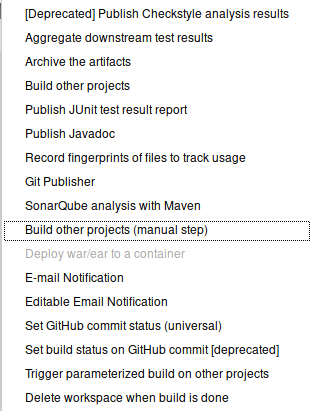 [Deprecated] Publish Checkstyle analysis results
Aggregate downstream test results
Archive the artifacts
Build other projects
Publish JUnit test result report
Publish Javadoc
Record fingerprints of files to track usage
Git Publisher
SonarQube analysis with Maven
Build other projects (manual step)
Deploy war/ear to a container
E-mail Notification
Editable Email Notification
Set GitHub commit status (universal)
Set build status on GitHub commit [deprecated]
Trigger parameterized build on other projects
Delete workspace when build is done